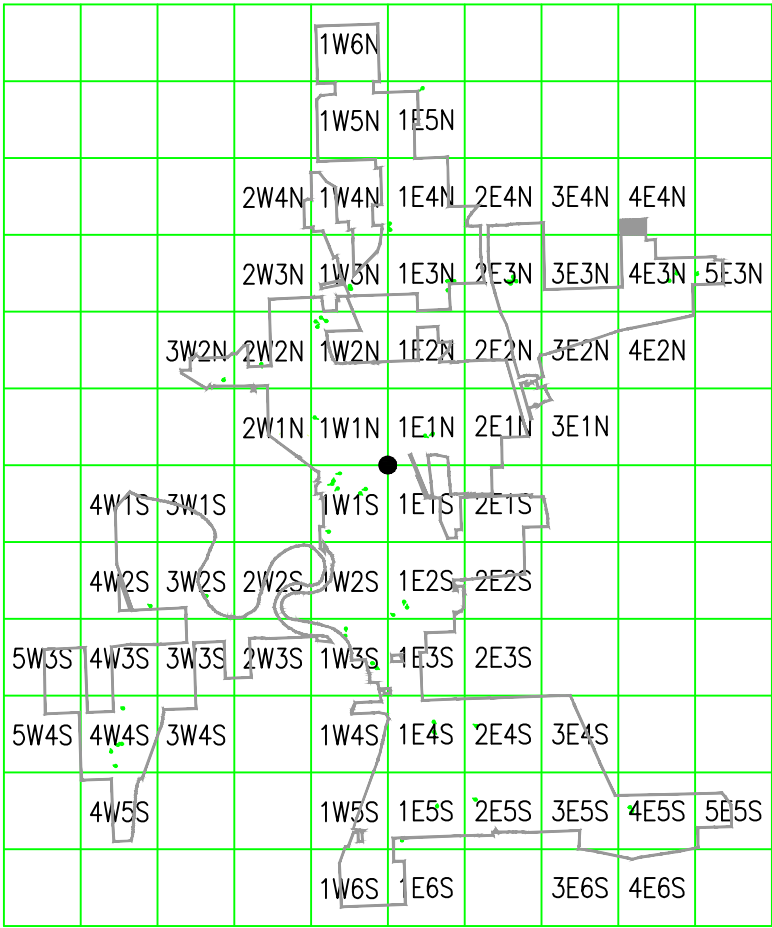 1W6N
1W5N 1E5N
2W4N 1W4N 1E4N 2E4N 3E4N 4E4N
2W3N 1W3N 1E3N 2E3N 3E3N 4E3N 5E3N
3W2N 2W2N 1W2N 1E2N 2E2N 3E2N 4E2N
2W1N 1W1N 1E1N 2E1N 3E1N
4W1S 3W1S 1W1S 1E1S 2E1S
4W2S 3W2S 2W2S 1W2S 1E2S 2E2S
5W3S 4W3S 3W3S 2W3S 1W3S 1E3S 2E3S
5W4S 4W4S 3W4S 1W4S 1E4S 2E4S 3E4S
4W5S 1W5S 1E5S 2E5S 3E5S 4E5S 5E5S
1W6S 1E6S 3E6S 4E6S